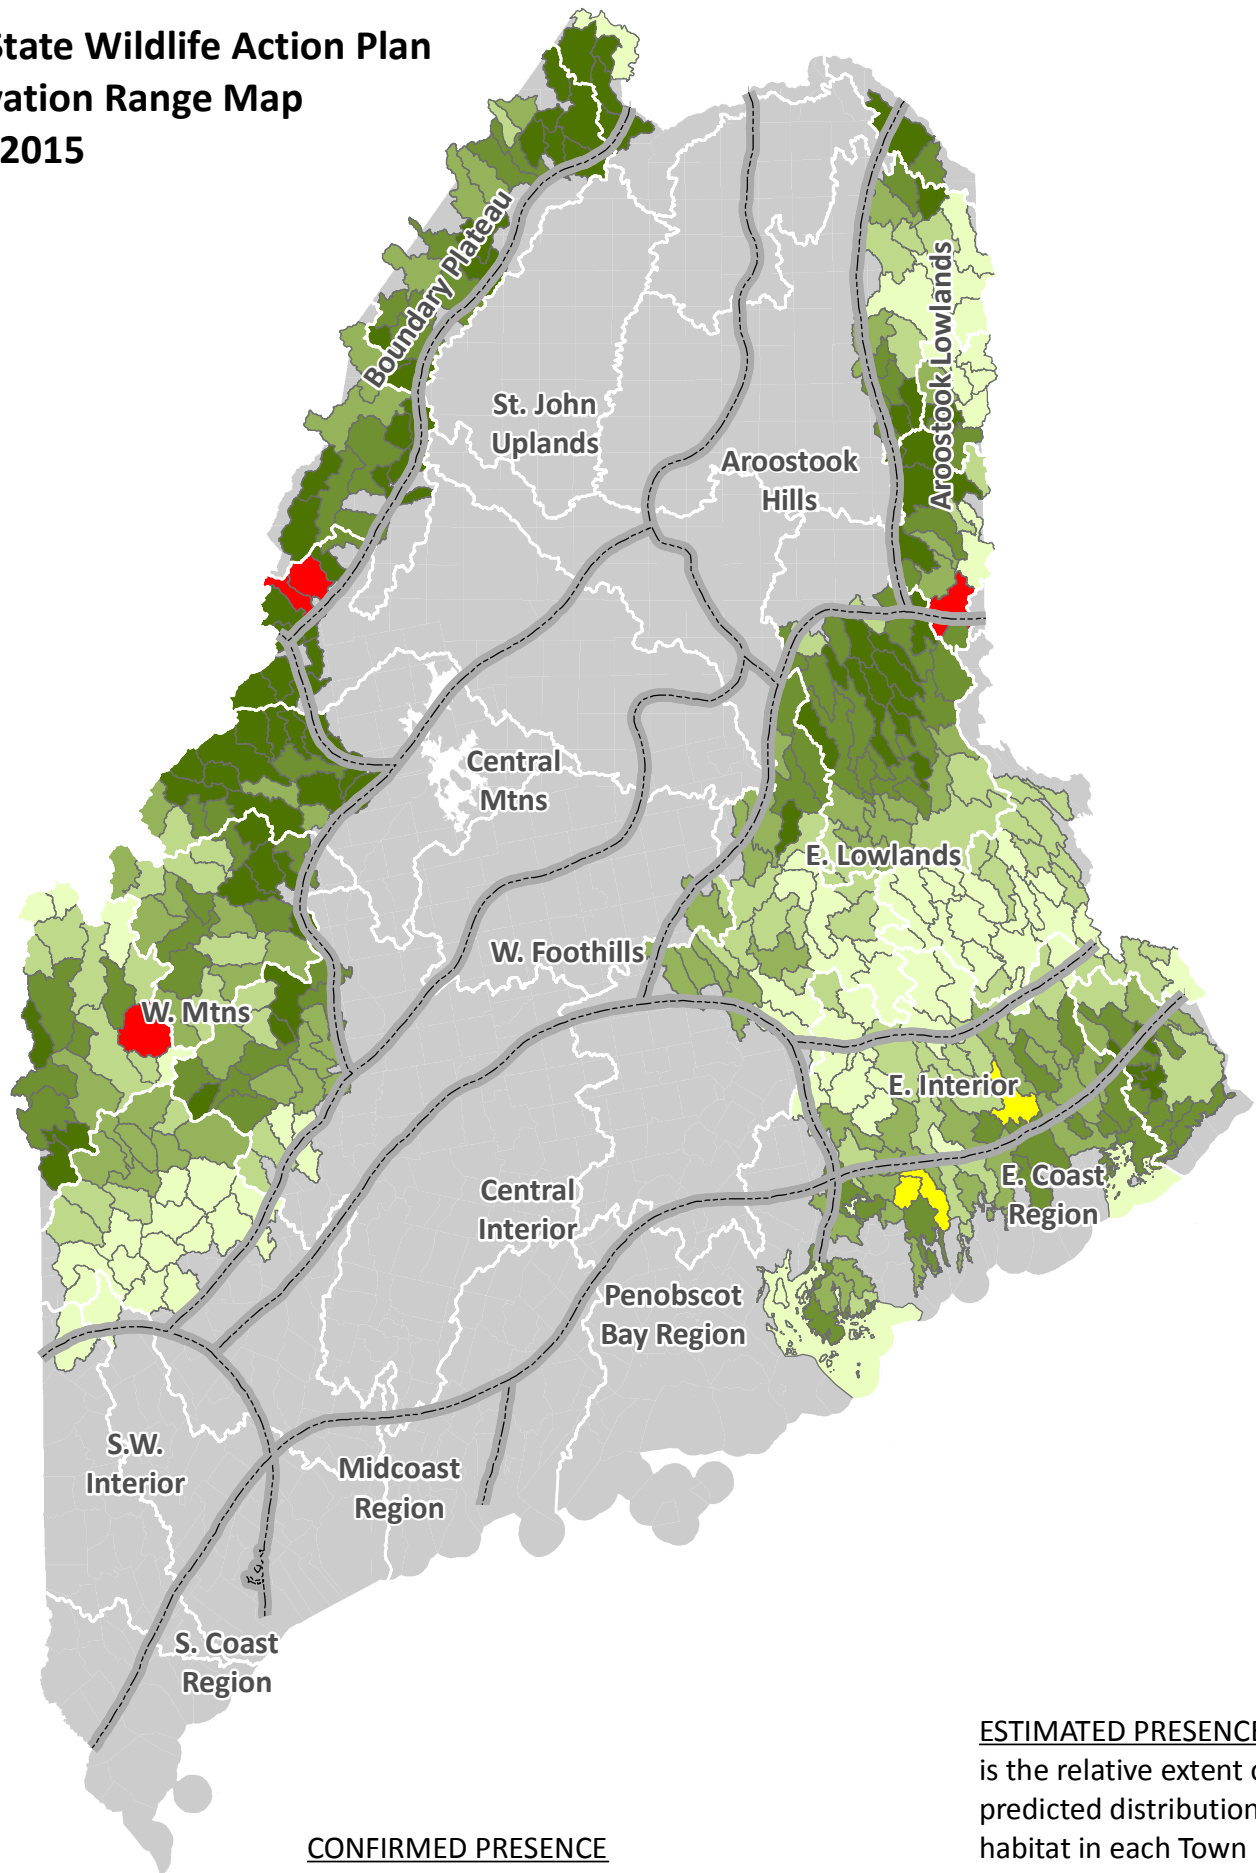 State Wildlife Action Plan
vation Range Map
2015
Boundary Plateau
St. John
Uplands
Aroostook
Hills
Aroostook Lowlands
Central
Mtns
E. Lowlands
W. Foothills
W. Mtns
E. Interior
E. Coast
Region
Central
Interior
Penobscot
Bay Region
S.W.
Interior
Midcoast
Region
S. Coast
Region
CONFIRMED PRESENCE
ESTIMATED PRESENCE
is the relative extent o
predicted distribution
habitat in each Town